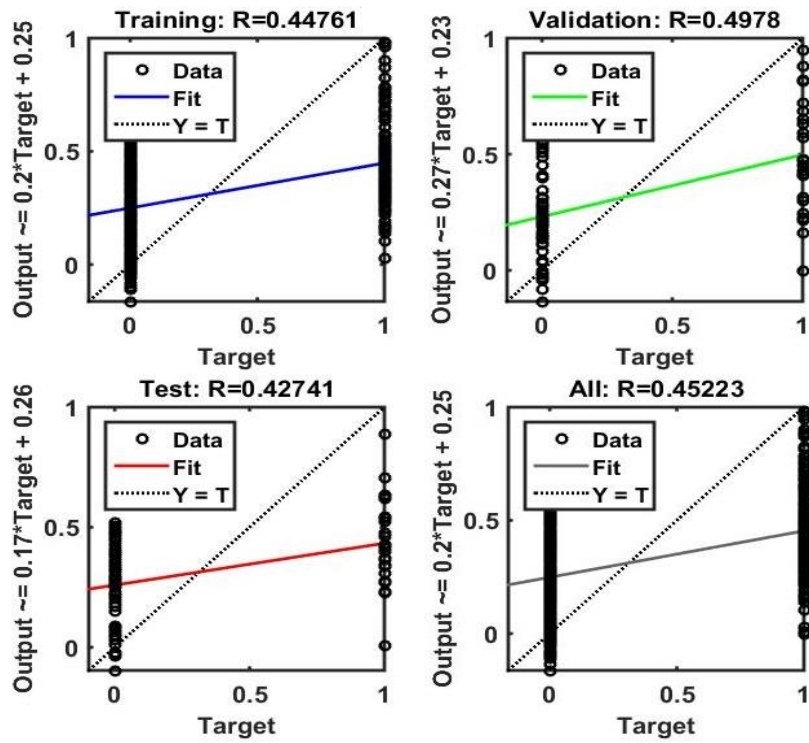 Training: R=0.44761
Output ~= 0.2*Target + 0.25
1
0.5
0
Data
Fit
Y = T
0
0.5
1
Target
Validation: R=0.4978
Output ~= 0.27*Target + 0.23
1
0.5
0
Data
Fit
Y = T
0
0.5
1
Target
Test: R=0.42741
Output ~= 0.17*Target + 0.26
1
0.5
0
Data
Fit
Y = T
0
0.5
1
Target
All: R=0.45223
Output ~= 0.2*Target + 0.25
1
0.5
0
Data
Fit
Y = T
0
0.5
1
Target